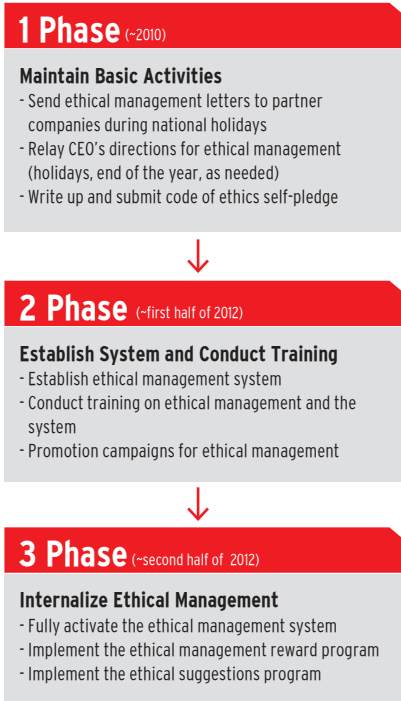 1 Phase (~2010)
Maintain Basic Activities
- Send ethical management letters to partner
companies during national holidays
- Relay CEO's directions for ethical management
(holidays, end of the year, as needed)
- Write up and submit code of ethics self-pledge
2 Phase (~first half of 2012)
Establish System and Conduct Training
- Establish ethical management system
- Conduct training on ethical management and the
system
- Promotion campaigns for ethical management
3 Phase (~second half of 2012)
Internalize Ethical Management
- Fully activate the ethical management system
- Implement the ethical management reward program
- Implement the ethical suggestions program